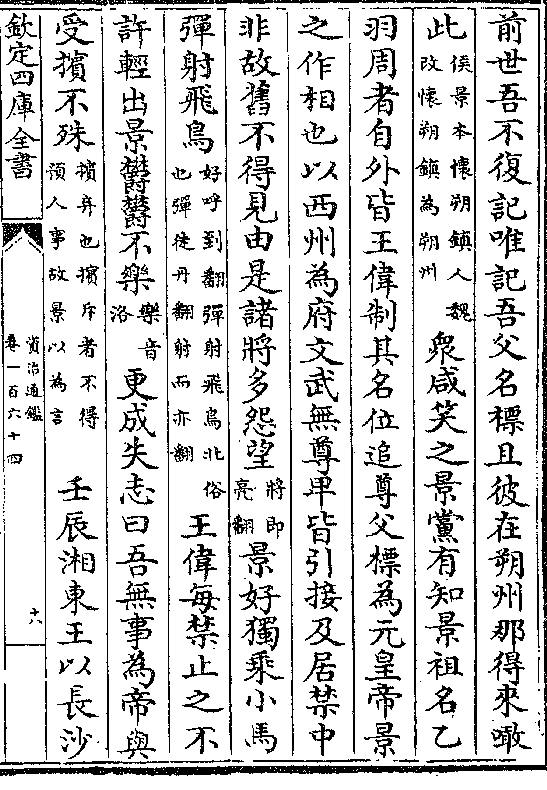 前世吾不復記唯記吾父名標且彼在朔州那得來噉
此侯景本懷朔鎮人魏改懷朔鎮為朔州眾咸笑之景黨有知景祖名乙
羽周者自外皆王偉制其名位追尊父標為元皇帝景
之作相也以西州為府文武無尊卑皆引接及居禁中
非故舊不得見由是諸將多怨望將即亮翻景好獨乘小馬
彈射飛鳥好呼到翻彈射飛鳥北俗也彈徒丹翻射而亦翻王偉每禁止之不
許輕出景鬱鬱不樂樂音洛更成失志曰吾無事為帝與
受擯不殊擯弃也擯斥者不得預人事故景以為言壬辰湘東王以長沙
欽定四庫全書 資治通鑑卷一百六十四 十八